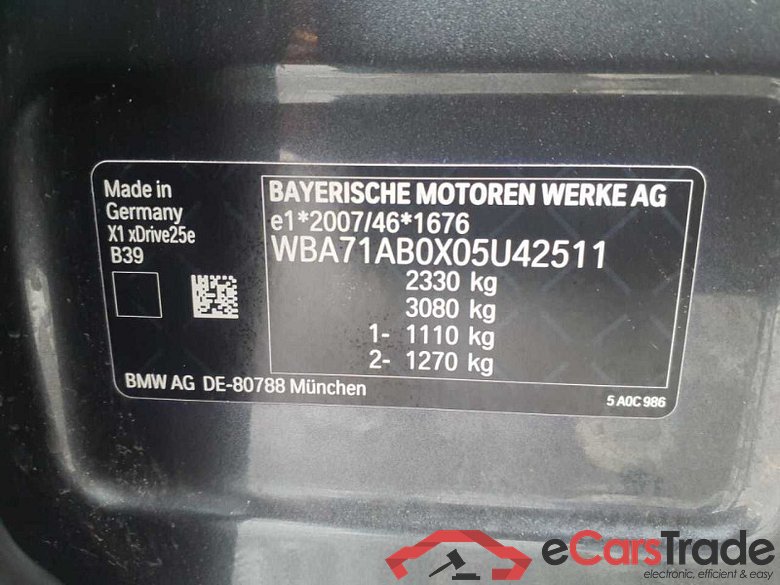 Made in
Germany
X1 xDrive25e
B39
BAYERISCHE MOTOREN WERKE AG
e1*2007/46*1676
WBA71AB0X05U42511
2330 kg
3080 kg
1- 1110 kg
2- 1270 kg
BMW AG DE-80788 München
5 A0C 986
eCarsTrade
electronic, efficient & easy